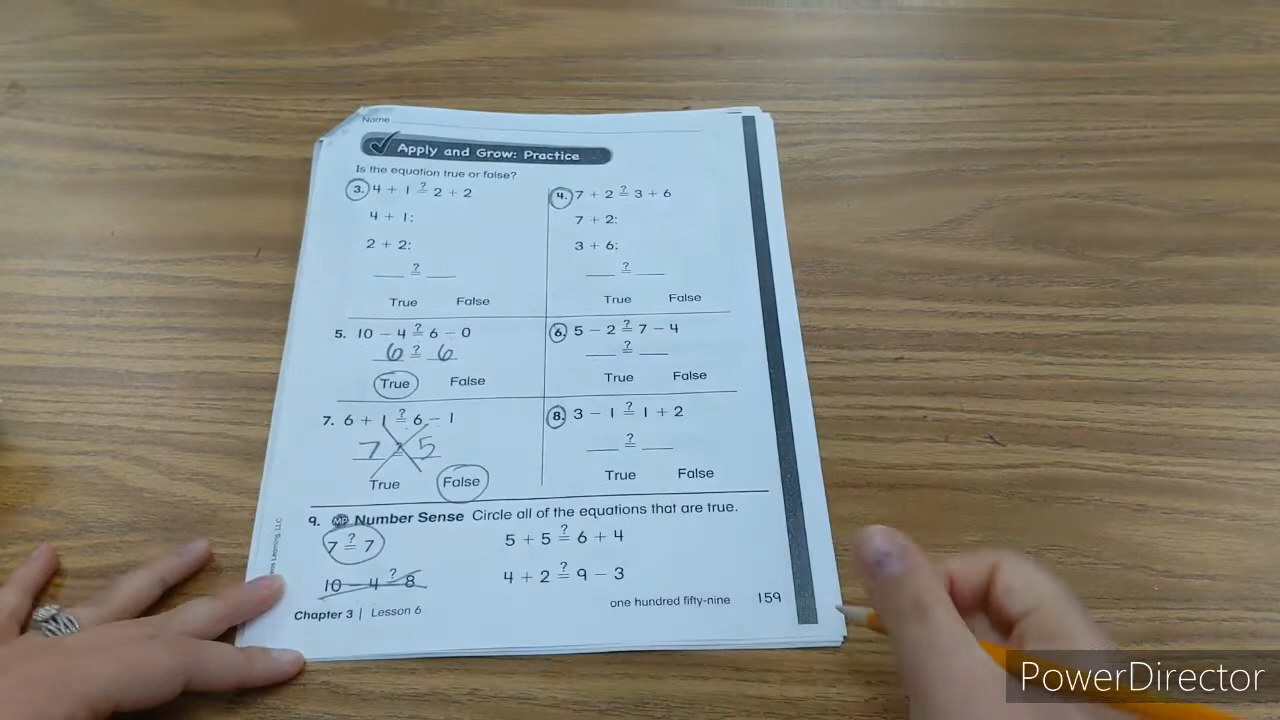 Name
Apply and Grow: Practice
Is the equation true or false?
3. 4 + 1 ≟ 2 + 2
4 + 1:
2 + 2:
___ ≟ ___
True False
4. 7 + 2 ≟ 3 + 6
7 + 2:
3 + 6:
___ ≟ ___
True False
5. 10 − 4 ≟ 6 − 0
6 ≟ 6
True False
6. 5 − 2 ≟ 7 − 4
___ ≟ ___
True False
7. 6 + 1 ≟ 6 − 1
7 ≟ 5
True False
8. 3 − 1 ≟ 1 + 2
___ ≟ ___
True False
9. MP Number Sense Circle all of the equations that are true.
7 ≟ 7
5 + 5 ≟ 6 + 4
10 − 4 ≟ 8
4 + 2 ≟ 9 − 3
Chapter 3 | Lesson 6
one hundred fifty-nine 159
Learning, LLC
PowerDirector